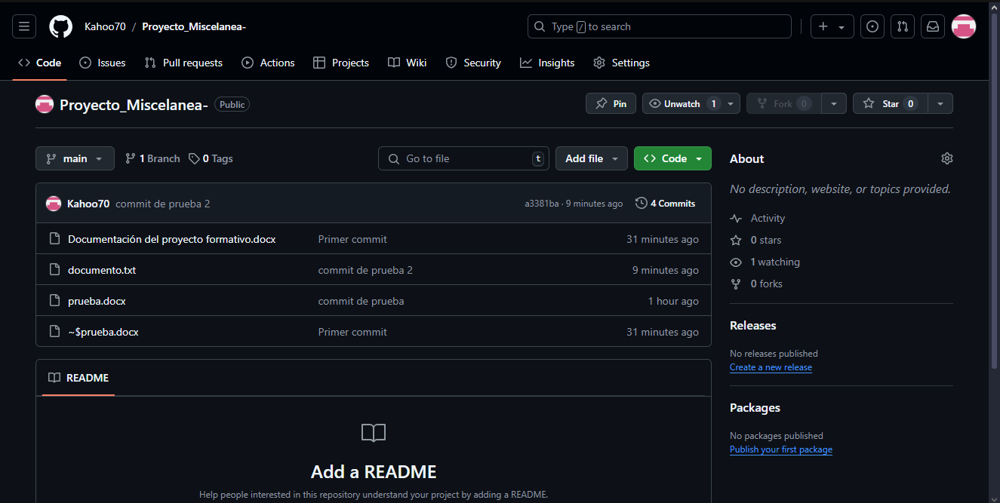 Kahoo70 / Proyecto_Miscelanea- Type / to search
Code Issues Pull requests Actions Projects Wiki Security Insights Settings
Proyecto_Miscelanea- Public Pin Unwatch 1 Fork 0 Star 0
main 1 Branch 0 Tags Go to file t Add file Code
Kahoo70 commit de prueba 2 a3381ba · 9 minutes ago 4 Commits
Documentación del proyecto formativo.docx Primer commit 31 minutes ago
documento.txt commit de prueba 2 9 minutes ago
prueba.docx commit de prueba 1 hour ago
~$prueba.docx Primer commit 31 minutes ago
README
Add a README
Help people interested in this repository understand your project by adding a README.
About
No description, website, or topics provided.
Activity
0 stars
1 watching
0 forks
Releases
No releases published
Create a new release
Packages
No packages published
Publish your first package